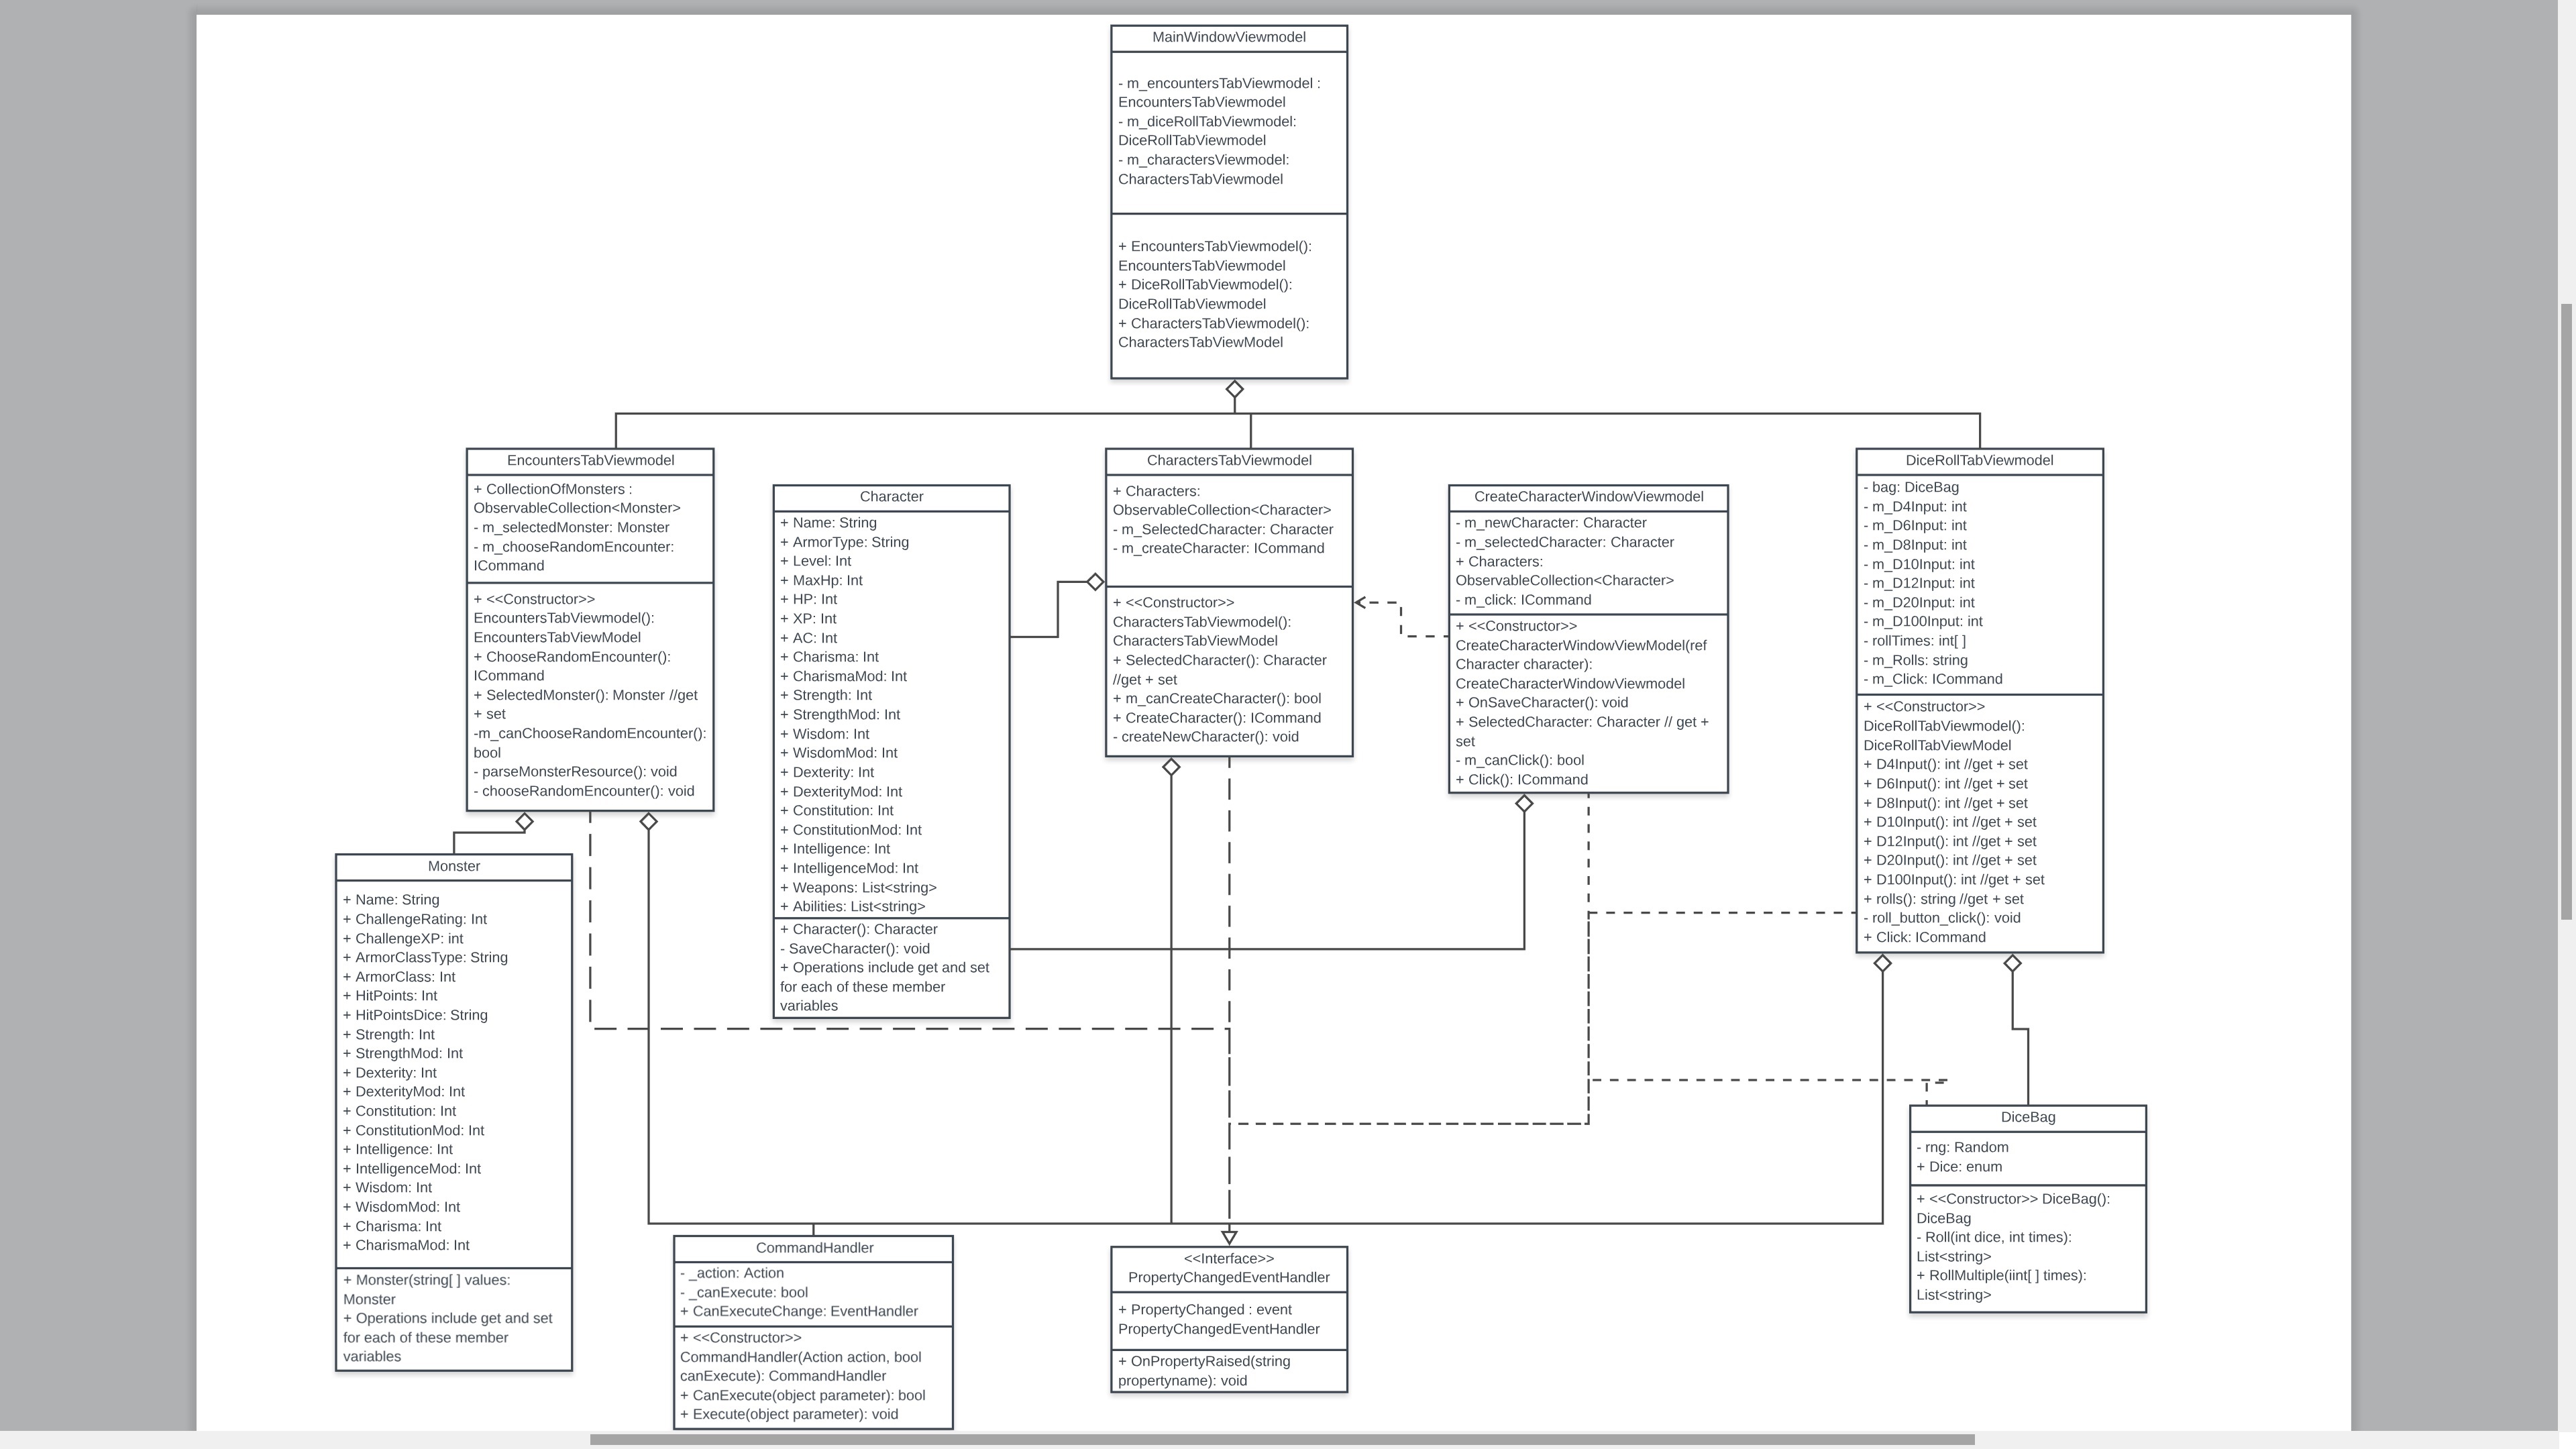 MainWindowViewmodel
- m_encountersTabViewmodel :
EncountersTabViewmodel
- m_diceRollTabViewmodel:
DiceRollTabViewmodel
- m_charactersViewmodel:
CharactersTabViewmodel
+ EncountersTabViewmodel():
EncountersTabViewmodel
+ DiceRollTabViewmodel():
DiceRollTabViewmodel
+ CharactersTabViewmodel():
CharactersTabViewModel
EncountersTabViewmodel
+ CollectionOfMonsters :
ObservableCollection<Monster>
- m_selectedMonster: Monster
- m_chooseRandomEncounter:
ICommand
+ <<Constructor>>
EncountersTabViewmodel():
EncountersTabViewModel
+ ChooseRandomEncounter():
ICommand
+ SelectedMonster(): Monster //get
+ set
-m_canChooseRandomEncounter():
bool
- parseMonsterResource(): void
- chooseRandomEncounter(): void
Character
+ Name: String
+ ArmorType: String
+ Level: Int
+ MaxHp: Int
+ HP: Int
+ XP: Int
+ AC: Int
+ Charisma: Int
+ CharismaMod: Int
+ Strength: Int
+ StrengthMod: Int
+ Wisdom: Int
+ WisdomMod: Int
+ Dexterity: Int
+ DexterityMod: Int
+ Constitution: Int
+ ConstitutionMod: Int
+ Intelligence: Int
+ IntelligenceMod: Int
+ Weapons: List<string>
+ Abilities: List<string>
+ Character(): Character
- SaveCharacter(): void
+ Operations include get and set
for each of these member
variables
CharactersTabViewmodel
+ Characters:
ObservableCollection<Character>
- m_SelectedCharacter: Character
- m_createCharacter: ICommand
+ <<Constructor>>
CharactersTabViewmodel():
CharactersTabViewModel
+ SelectedCharacter(): Character
//get + set
+ m_canCreateCharacter(): bool
+ CreateCharacter(): ICommand
- createNewCharacter(): void
CreateCharacterWindowViewmodel
- m_newCharacter: Character
- m_selectedCharacter: Character
+ Characters:
ObservableCollection<Character>
- m_click: ICommand
+ <<Constructor>>
CreateCharacterWindowViewModel(ref
Character character):
CreateCharacterWindowViewmodel
+ OnSaveCharacter(): void
+ SelectedCharacter: Character // get +
set
- m_canClick(): bool
+ Click(): ICommand
DiceRollTabViewmodel
- bag: DiceBag
- m_D4Input: int
- m_D6Input: int
- m_D8Input: int
- m_D10Input: int
- m_D12Input: int
- m_D20Input: int
- m_D100Input: int
- rollTimes: int[ ]
- m_Rolls: string
- m_Click: ICommand
+ <<Constructor>>
DiceRollTabViewmodel():
DiceRollTabViewModel
+ D4Input(): int //get + set
+ D6Input(): int //get + set
+ D8Input(): int //get + set
+ D10Input(): int //get + set
+ D12Input(): int //get + set
+ D20Input(): int //get + set
+ D100Input(): int //get + set
+ rolls(): string //get + set
- roll_button_click(): void
+ Click: ICommand
Monster
+ Name: String
+ ChallengeRating: Int
+ ChallengeXP: int
+ ArmorClassType: String
+ ArmorClass: Int
+ HitPoints: Int
+ HitPointsDice: String
+ Strength: Int
+ StrengthMod: Int
+ Dexterity: Int
+ DexterityMod: Int
+ Constitution: Int
+ ConstitutionMod: Int
+ Intelligence: Int
+ IntelligenceMod: Int
+ Wisdom: Int
+ WisdomMod: Int
+ Charisma: Int
+ CharismaMod: Int
+ Monster(string[ ] values:
Monster
+ Operations include get and set
for each of these member
variables
CommandHandler
- _action: Action
- _canExecute: bool
+ CanExecuteChange: EventHandler
+ <<Constructor>>
CommandHandler(Action action, bool
canExecute): CommandHandler
+ CanExecute(object parameter): bool
+ Execute(object parameter): void
<<Interface>>
PropertyChangedEventHandler
+ PropertyChanged : event
PropertyChangedEventHandler
+ OnPropertyRaised(string
propertyname): void
DiceBag
- rng: Random
+ Dice: enum
+ <<Constructor>> DiceBag():
DiceBag
- Roll(int dice, int times):
List<string>
+ RollMultiple(iint[ ] times):
List<string>